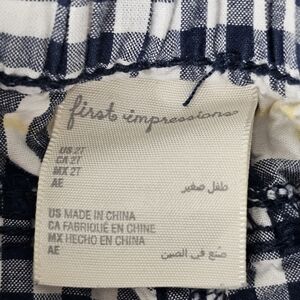 first impressions
US 2T
CA 2T
MX 2T
AE طفل صغير
US MADE IN CHINA
CA FABRIQUÉ EN CHINE
MX HECHO EN CHINA
AE صنع في الصين